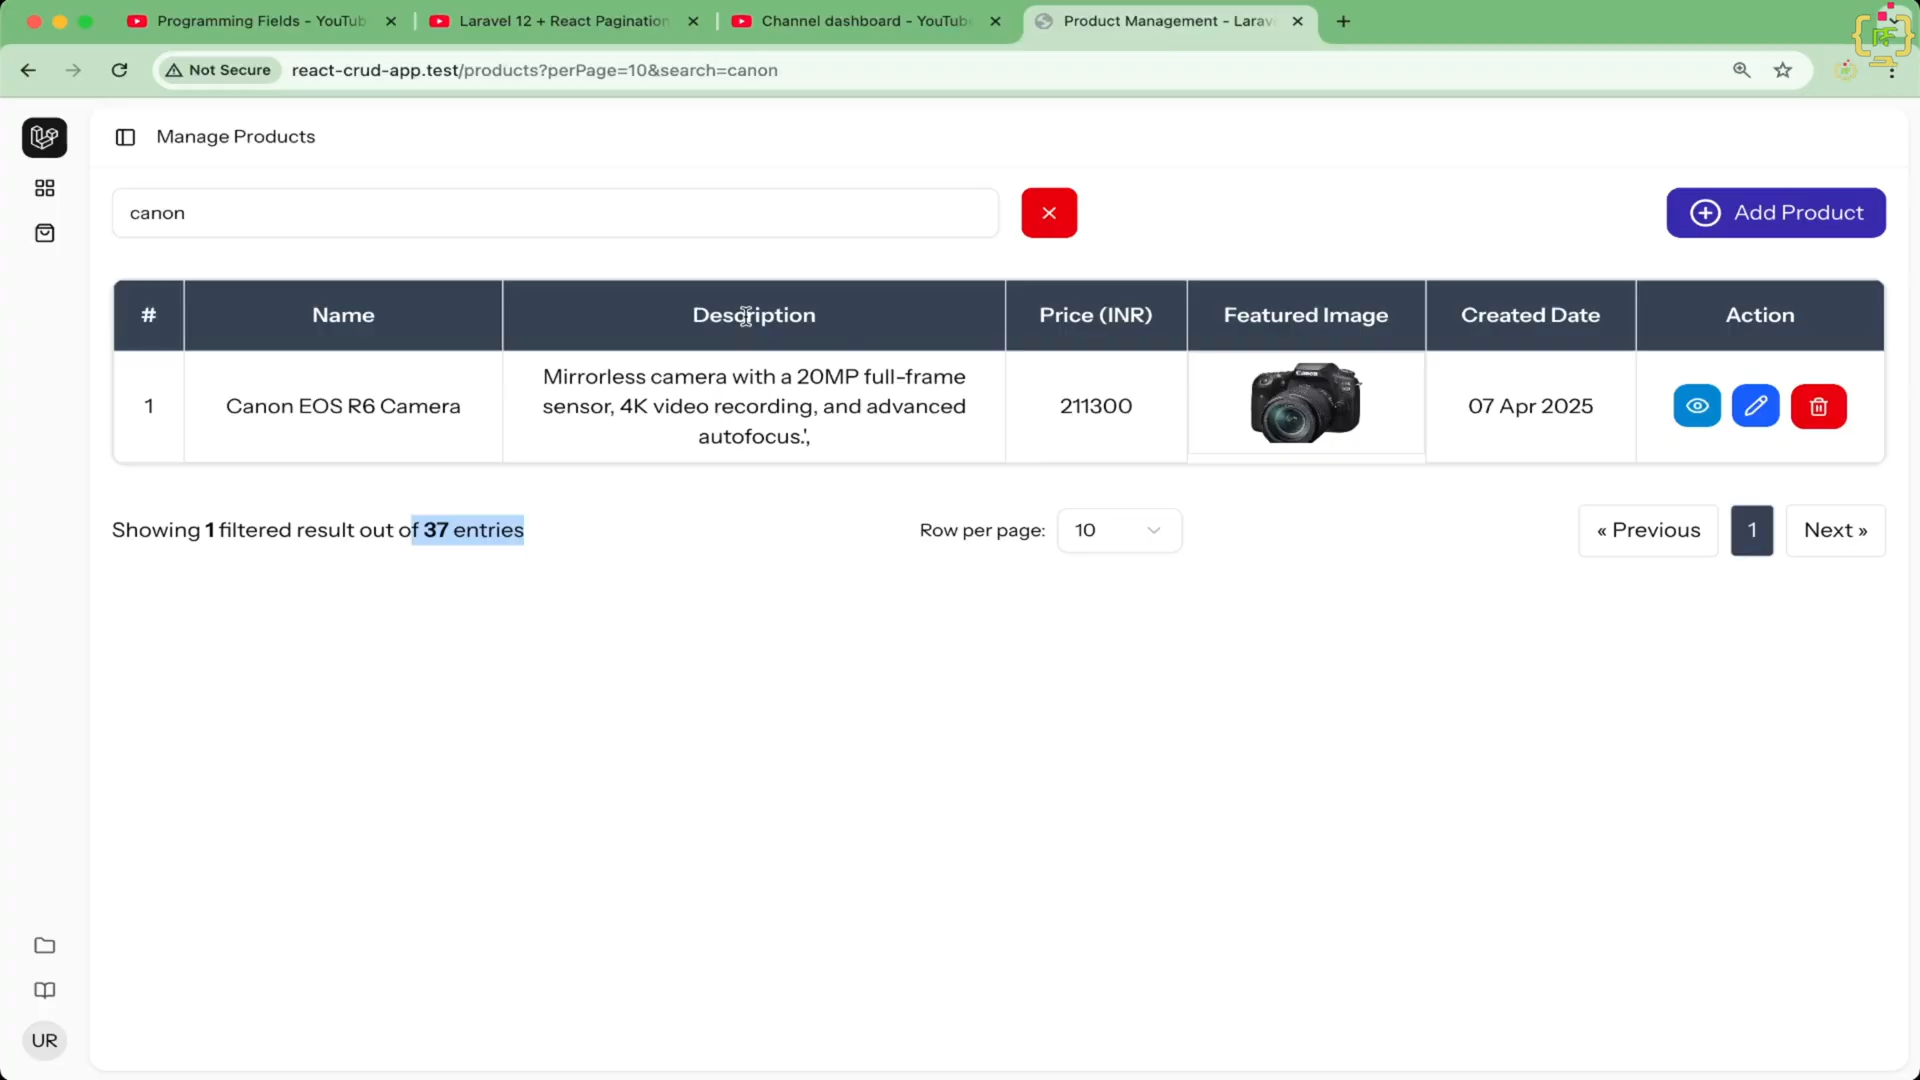 Programming Fields - YouTub
Laravel 12 + React Pagination
Channel dashboard - YouTub
Product Management - Larav
Not Secure
react-crud-app.test/products?perPage=10&search=canon
Manage Products
canon
Add Product
# Name Description Price (INR) Featured Image Created Date Action
Mirrorless camera with a 20MP full-frame
1 Canon EOS R6 Camera sensor, 4K video recording, and advanced 211300 07 Apr 2025
autofocus.',
Canon
Showing 1 filtered result out of 37 entries
Row per page: 10
« Previous 1 Next »
UR